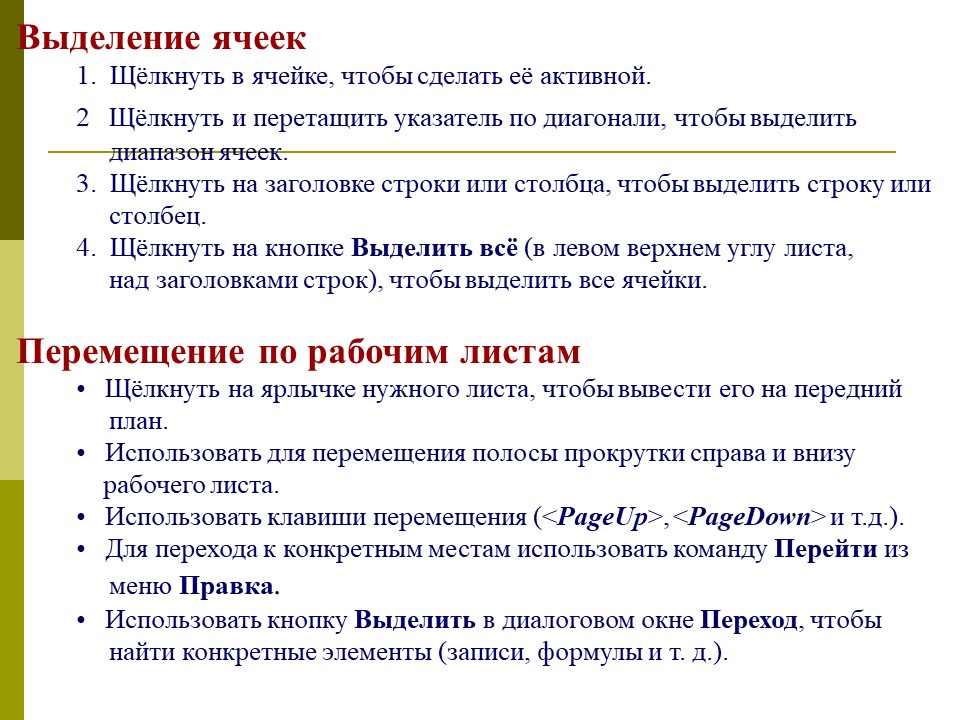 Выделение ячеек
1. Щёлкнуть в ячейке, чтобы сделать её активной.
2 Щёлкнуть и перетащить указатель по диагонали, чтобы выделить
диапазон ячеек.
3. Щёлкнуть на заголовке строки или столбца, чтобы выделить строку или
столбец.
4. Щёлкнуть на кнопке Выделить всё (в левом верхнем углу листа,
над заголовками строк), чтобы выделить все ячейки.
Перемещение по рабочим листам
• Щёлкнуть на ярлычке нужного листа, чтобы вывести его на передний
план.
• Использовать для перемещения полосы прокрутки справа и внизу
рабочего листа.
• Использовать клавиши перемещения (<PageUp>, <PageDown> и т.д.).
• Для перехода к конкретным местам использовать команду Перейти из
меню Правка.
• Использовать кнопку Выделить в диалоговом окне Переход, чтобы
найти конкретные элементы (записи, формулы и т. д.).